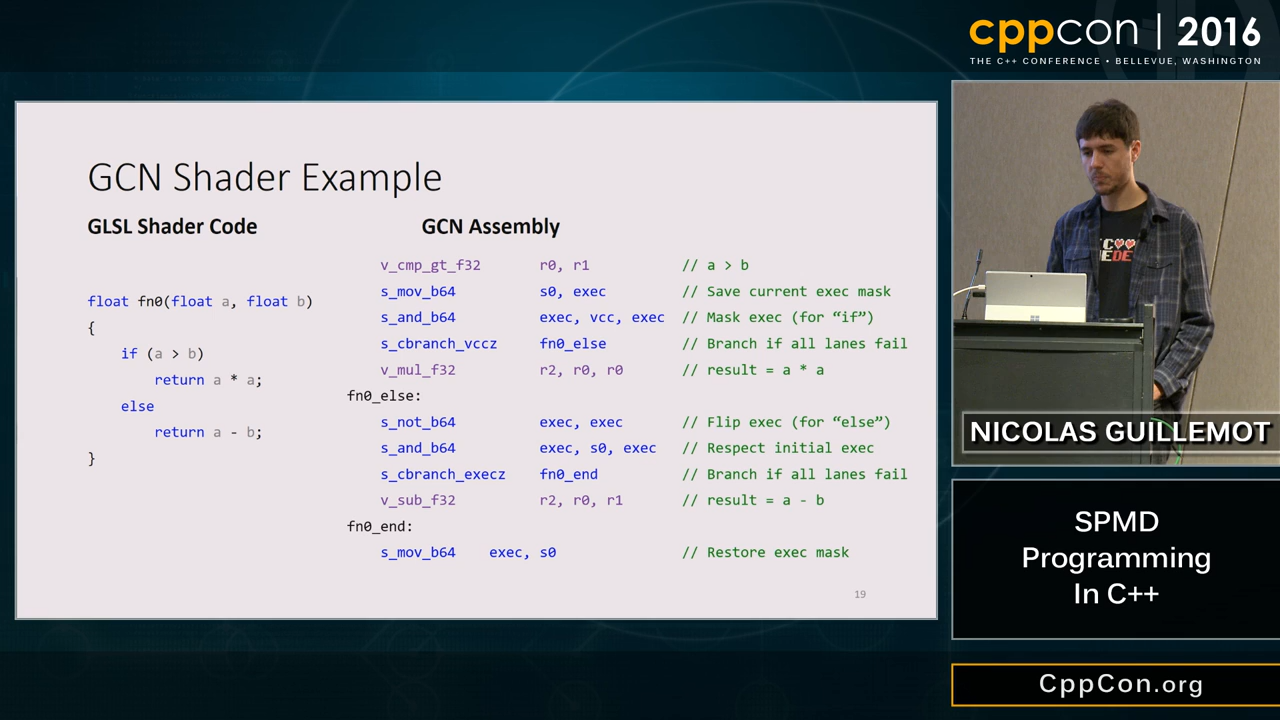 cppcon | 2016
THE C++ CONFERENCE • BELLEVUE, WASHINGTON
GCN Shader Example
GLSL Shader Code
float fn0(float a, float b)
{
if (a > b)
return a * a;
else
return a - b;
}
GCN Assembly
v_cmp_gt_f32 r0, r1 // a > b
s_mov_b64 s0, exec // Save current exec mask
s_and_b64 exec, vcc, exec // Mask exec (for “if”)
s_cbranch_vccz fn0_else // Branch if all lanes fail
v_mul_f32 r2, r0, r0 // result = a * a
fn0_else:
s_not_b64 exec, exec // Flip exec (for “else”)
s_and_b64 exec, s0, exec // Respect initial exec
s_cbranch_execz fn0_end // Branch if all lanes fail
v_sub_f32 r2, r0, r1 // result = a - b
fn0_end:
s_mov_b64 exec, s0 // Restore exec mask
19
NICOLAS GUILLEMOT
SPMD
Programming
In C++
CppCon.org